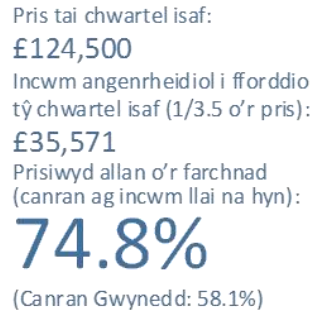 Pris tai chwartel isaf:
£124,500
Incwm angenrheidiol i fforddio
tŷ chwartel isaf (1/3.5 o'r pris):
£35,571
Prisiwyd allan o'r farchnad
(canran ag incwm llai na hyn):
74.8%
(Canran Gwynedd: 58.1%)